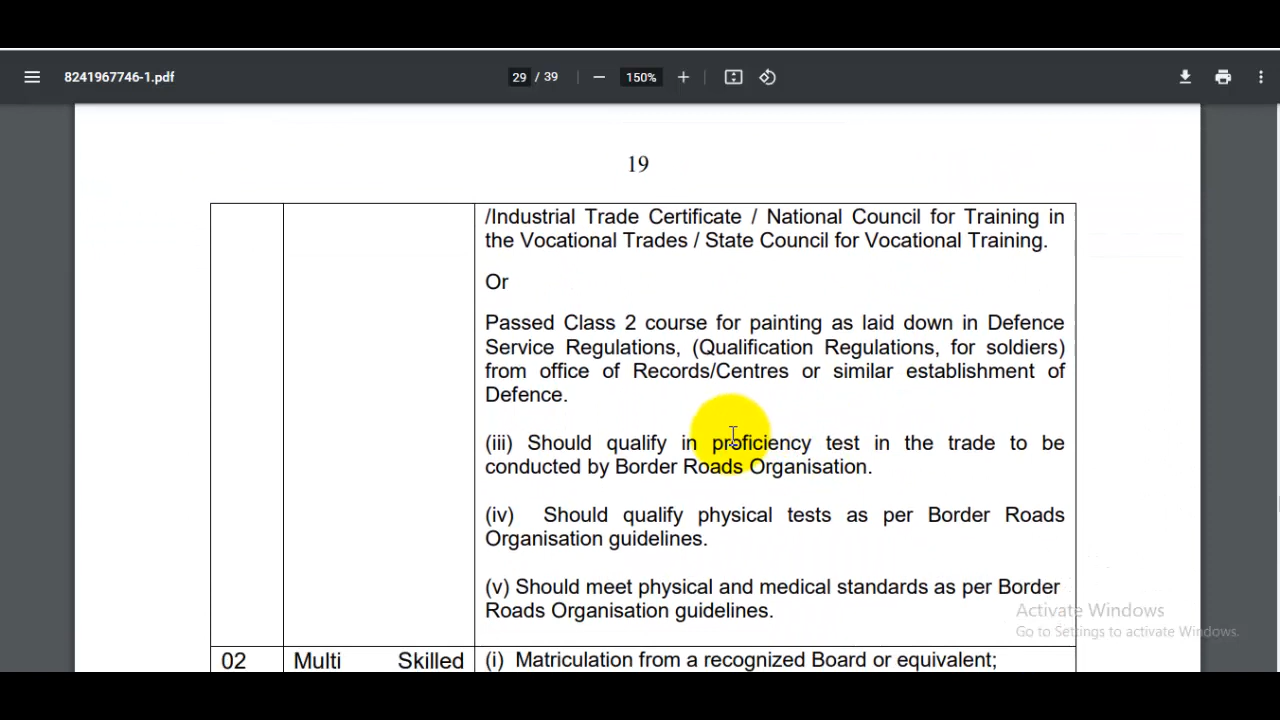 8241967746-1.pdf
29 / 39
150%
19
/Industrial Trade Certificate / National Council for Training in
the Vocational Trades / State Council for Vocational Training.
Or
Passed Class 2 course for painting as laid down in Defence
Service Regulations, (Qualification Regulations, for soldiers)
from office of Records/Centres or similar establishment of
Defence.
(iii) Should qualify in proficiency test in the trade to be
conducted by Border Roads Organisation.
(iv) Should qualify physical tests as per Border Roads
Organisation guidelines.
(v) Should meet physical and medical standards as per Border
Roads Organisation guidelines.
Activate Windows
Go to Settings to activate Windows.
02 Multi Skilled (i) Matriculation from a recognized Board or equivalent;